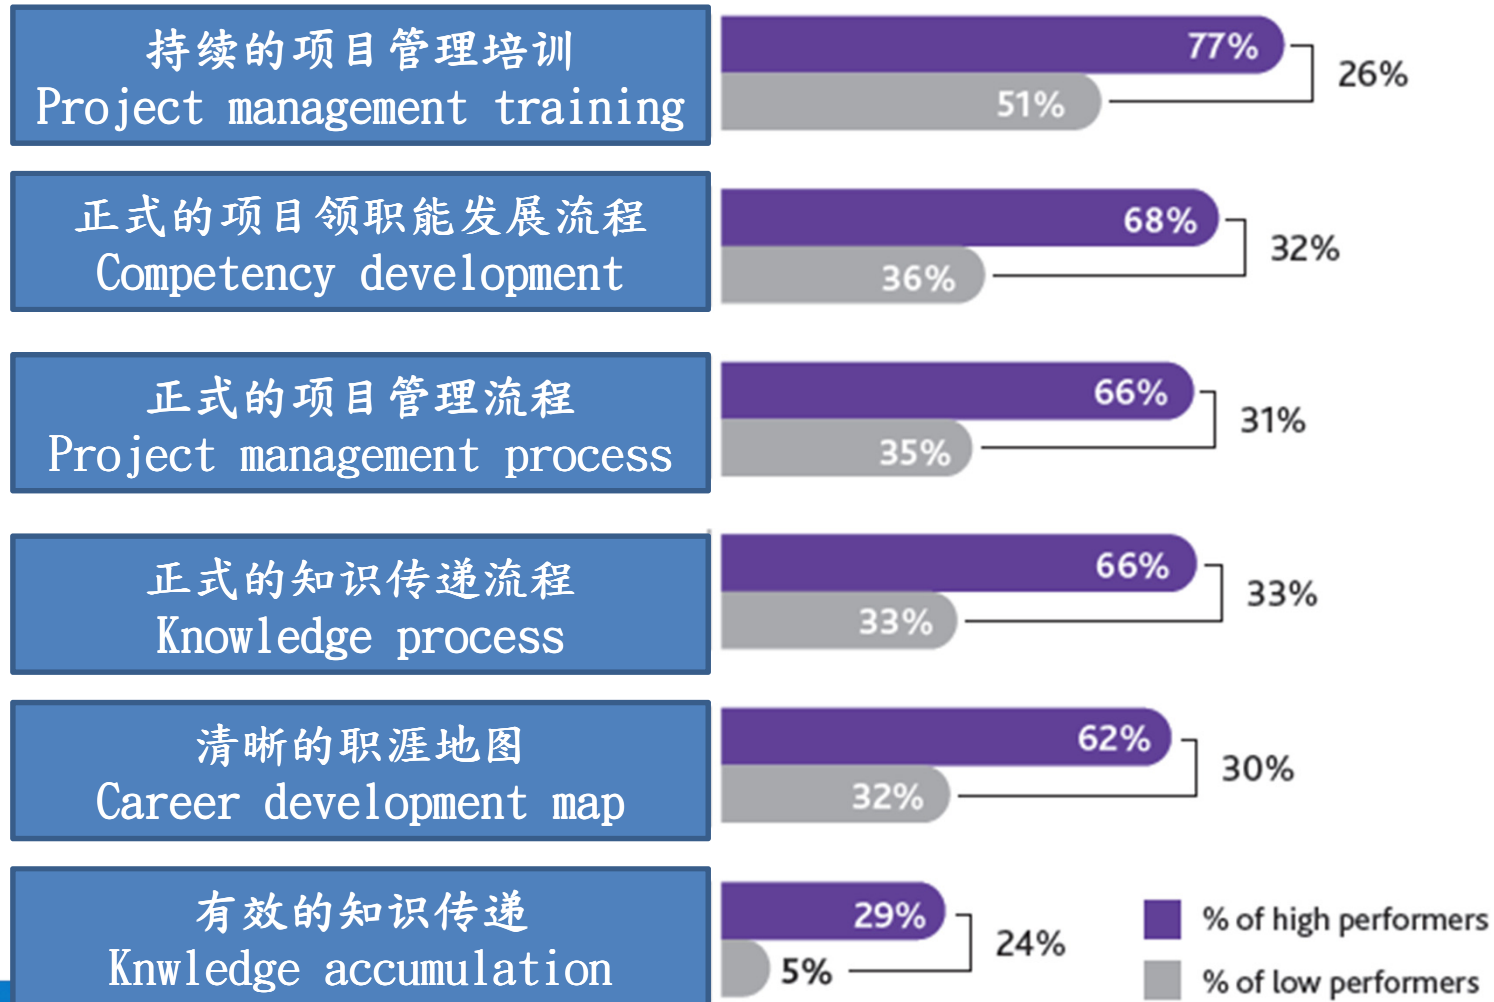 持续的项目管理培训
Project management training
77%
51%
26%
正式的项目领职能发展流程
Competency development
68%
36%
32%
正式的项目管理流程
Project management process
66%
35%
31%
正式的知识传递流程
Knowledge process
66%
33%
33%
清晰的职涯地图
Career development map
62%
32%
30%
有效的知识传递
Knwledge accumulation
29%
5%
24%
% of high performers
% of low performers